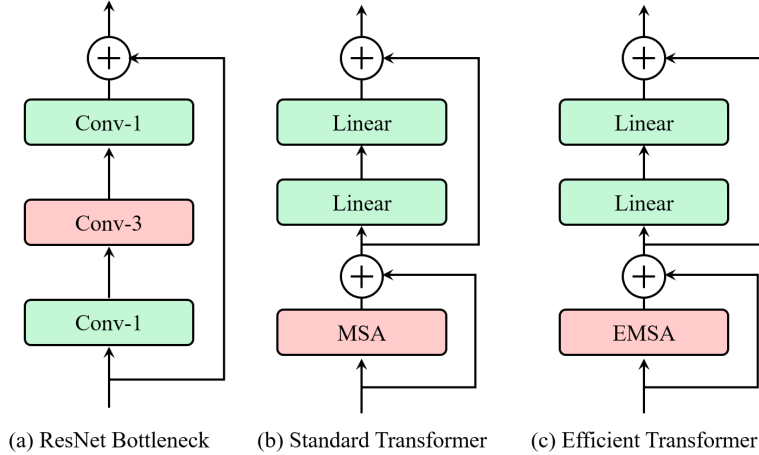 Conv-1
Conv-3
Conv-1
(a) ResNet Bottleneck
Linear
Linear
MSA
(b) Standard Transformer
Linear
Linear
EMSA
(c) Efficient Transformer